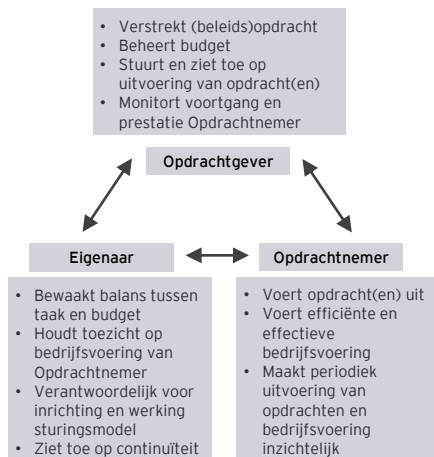 • Verstrekt (beleids)opdracht
• Beheert budget
• Stuurt en ziet toe op
uitvoering van opdracht(en)
• Monitort voortgang en
prestatie Opdrachtnemer
Opdrachtgever
Eigenaar
Opdrachtnemer
• Bewaakt balans tussen
taak en budget
• Houdt toezicht op
bedrijfsvoering van
Opdrachtnemer
• Verantwoordelijk voor
inrichting en werking
sturingsmodel
• Ziet toe op continuïteit
• Voert opdracht(en) uit
• Voert efficiënte en
effectieve
bedrijfsvoering
• Maakt periodiek
uitvoering van
opdrachten en
bedrijfsvoering
inzichtelijk